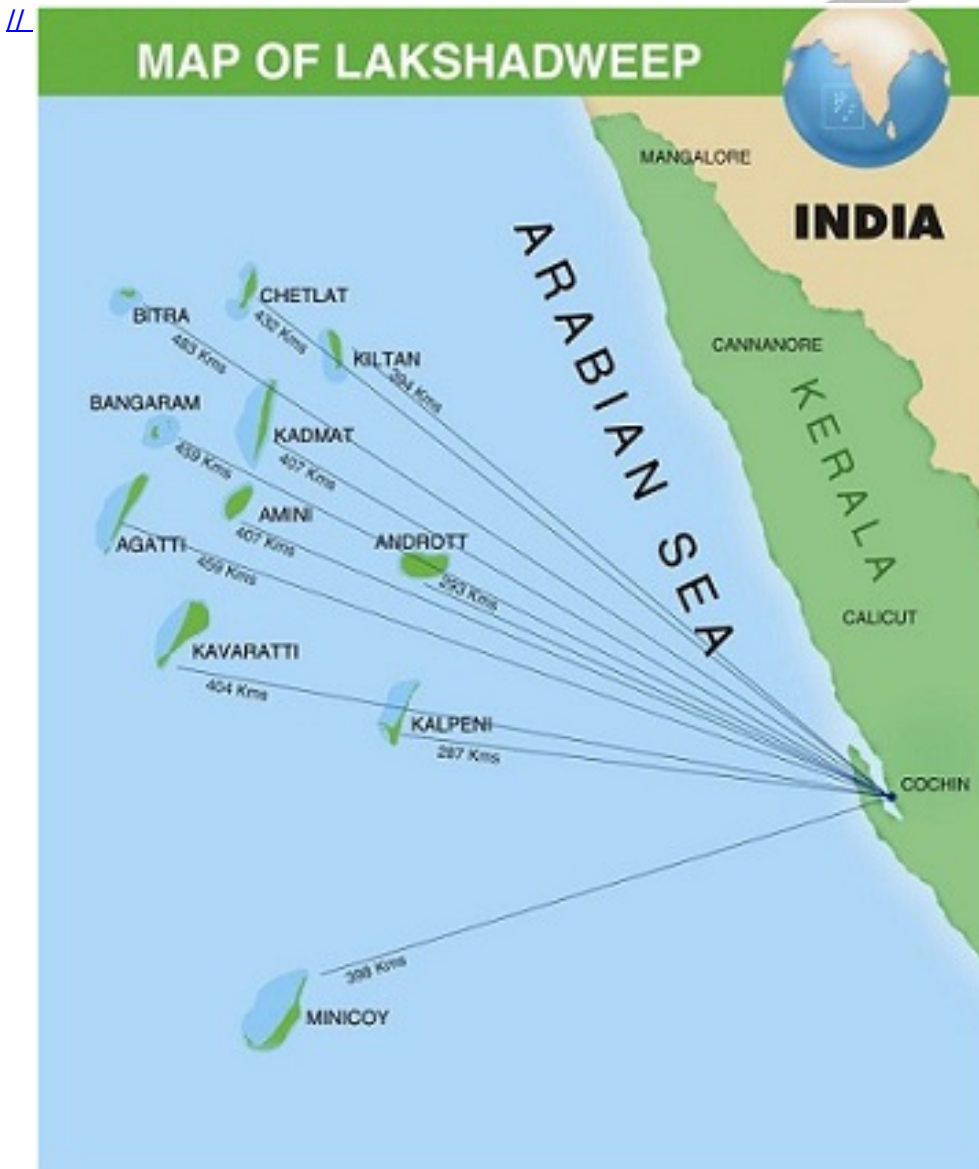 //
MAP OF LAKSHADWEEP
MANGALORE
INDIA
ARABIAN SEA
CHETLAT
432 Kms
BITRA
483 Kms
KILTAN
394 Kms
CANNANORE
KERALA
BANGARAM
459 Kms
KADMAT
407 Kms
AMINI
407 Kms
ANDROTT
293 Kms
AGATTI
459 Kms
CALICUT
KAVARATTI
404 Kms
KALPENI
287 Kms
COCHIN
398 Kms
MINICOY